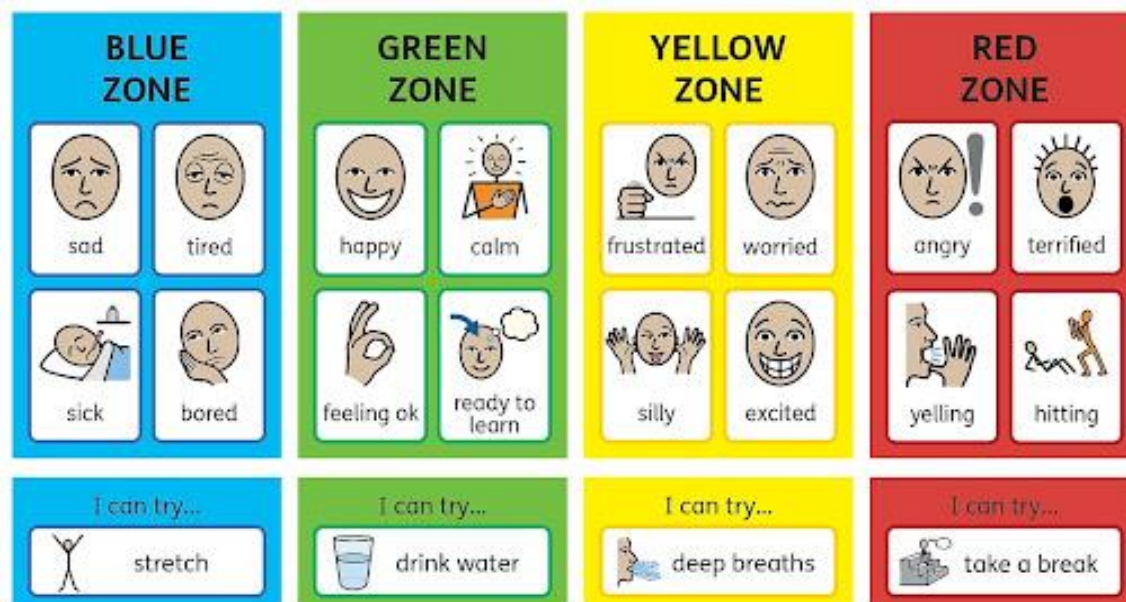 BLUE
ZONE
sad
tired
sick
bored
GREEN
ZONE
happy
calm
feeling ok
ready to
learn
YELLOW
ZONE
frustrated
worried
silly
excited
RED
ZONE
angry
terrified
yelling
hitting
I can try...
stretch
I can try...
drink water
I can try...
deep breaths
I can try...
take a break